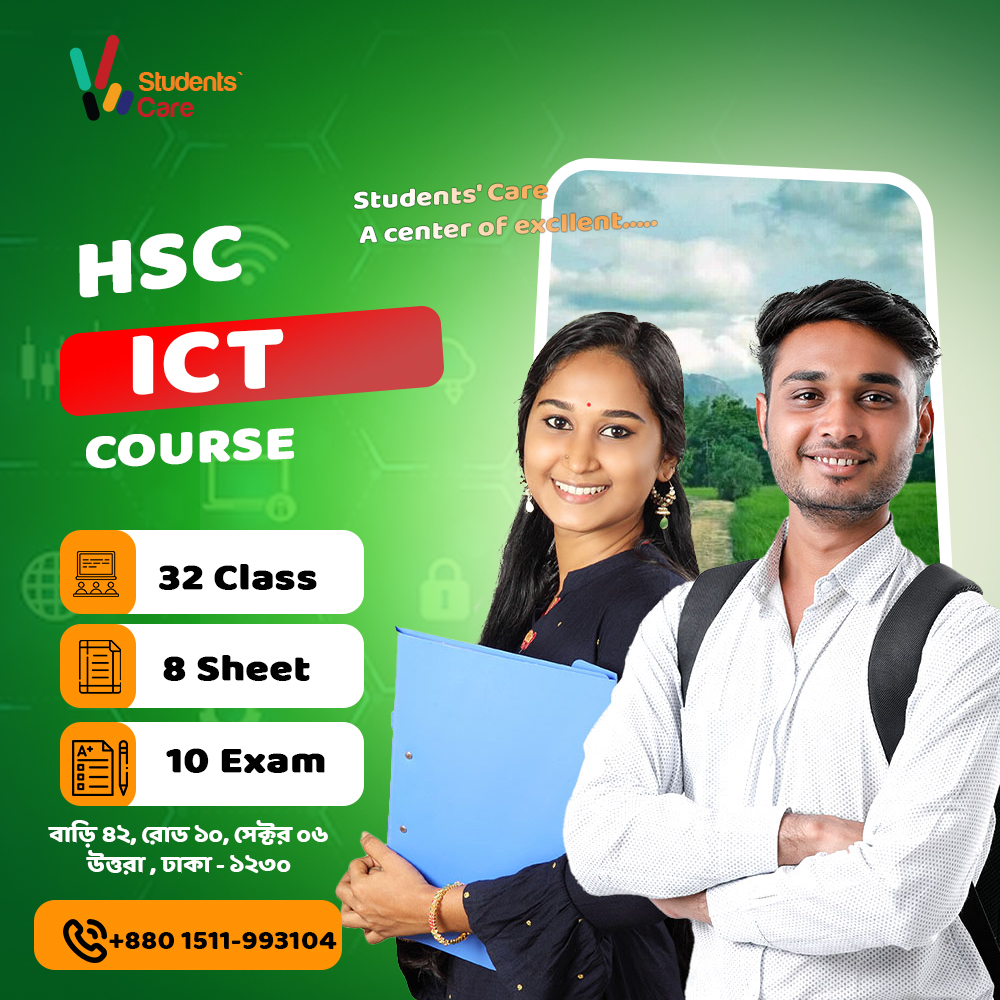 Students`
Care
Students' Care
A center of excllent.....
HSC
ICT
COURSE
32 Class
8 Sheet
A+
10 Exam
বাড়ি ৪২, রোড ১০, সেক্টর ০৬
উত্তরা , ঢাকা - ১২৩০
+880 1511-993104